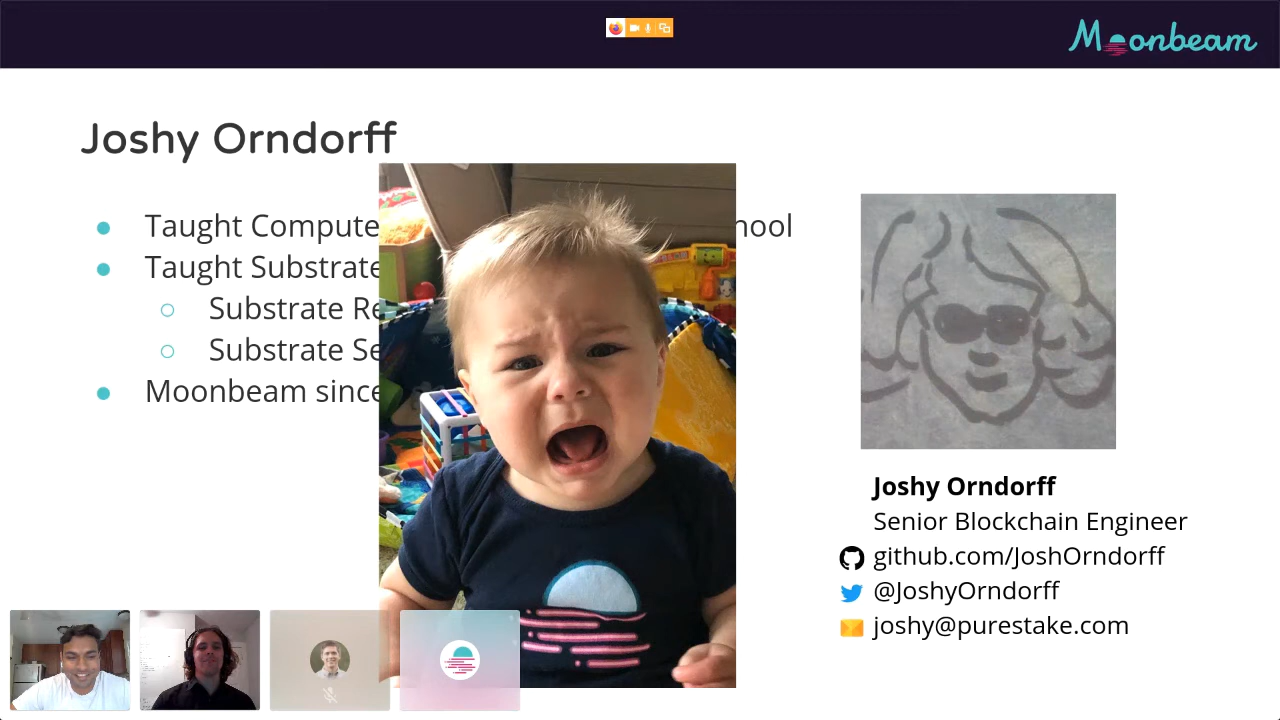 Moonbeam
Joshy Orndorff
Taught Compute hool
Taught Substrate
Substrate Re
Substrate Se
Moonbeam since
Joshy Orndorff
Senior Blockchain Engineer
github.com/JoshOrndorff
@JoshyOrndorff
joshy@purestake.com